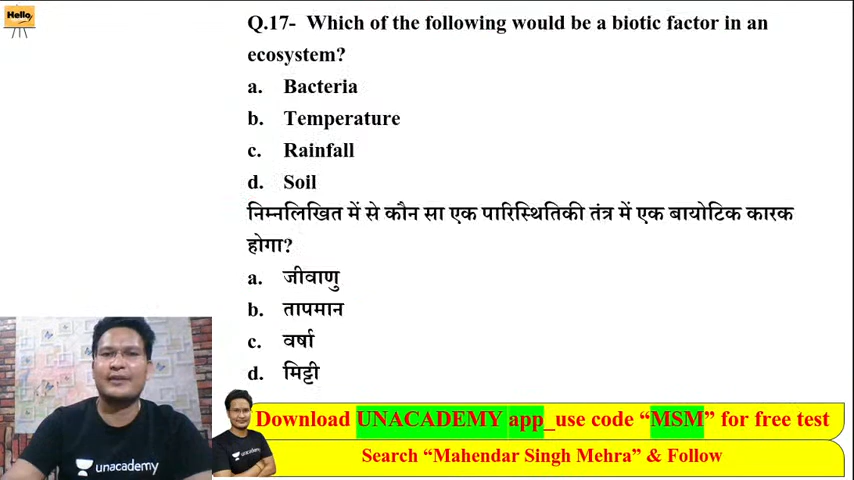 Hello
Q.17- Which of the following would be a biotic factor in an
ecosystem?
a. Bacteria
b. Temperature
c. Rainfall
d. Soil
निम्नलिखित में से कौन सा एक पारिस्थितिकी तंत्र में एक बायोटिक कारक
होगा?
a. जीवाणु
b. तापमान
c. वर्षा
d. मिट्टी
Download UNACADEMY app_use code “MSM” for free test
Search “Mahendar Singh Mehra” & Follow
unacademy
unacademy